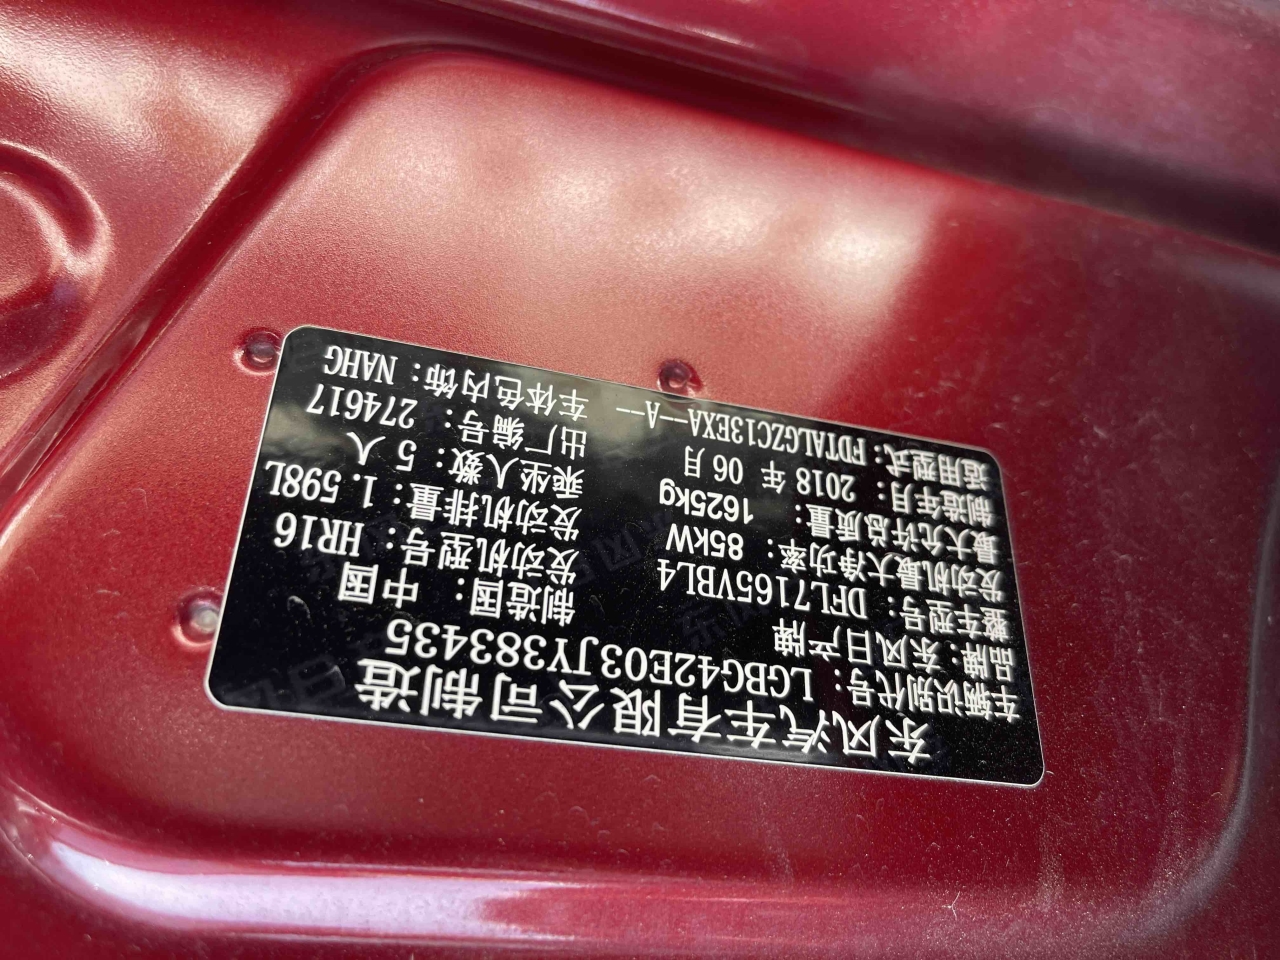 东风汽车有限公司制造
车辆识别代号：LGBG42E03JY383435
品牌：东风日产牌 制造国：中国
整车型号：DFL7165VBL4 发动机型号：HR16
发动机最大净功率：85kW 发动机排量：1.598L
最大允许总质量：1625kg 乘坐人数：5 人
制造年月：2018 年 06 月 出厂编号：274617
适用型式：FDTALGZC13EXA--A-- 车体色内饰：NAHG